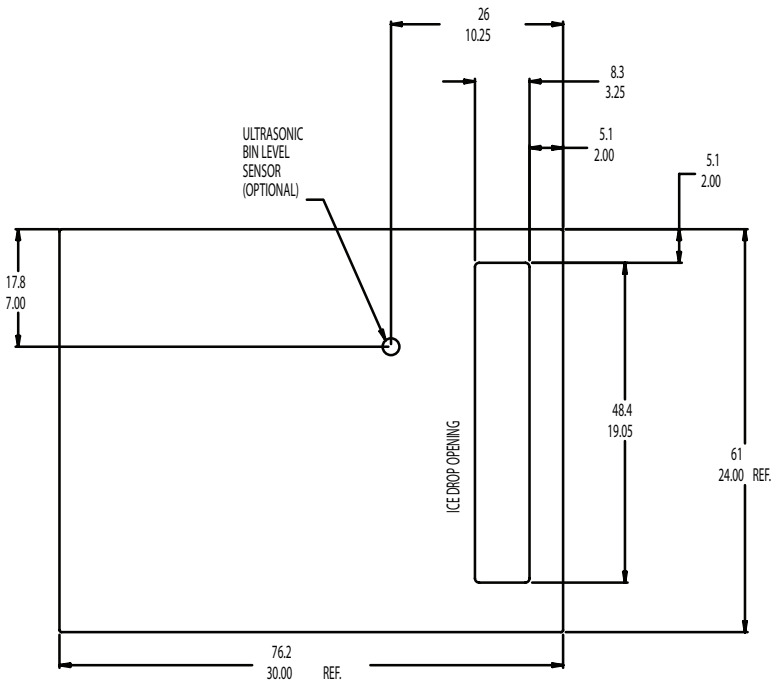 26
10.25
8.3
3.25
5.1
2.00
5.1
2.00
ULTRASONIC
BIN LEVEL
SENSOR
(OPTIONAL)
17.8
7.00
ICE DROP OPENING
48.4
19.05
61
24.00 REF.
76.2
30.00 REF.